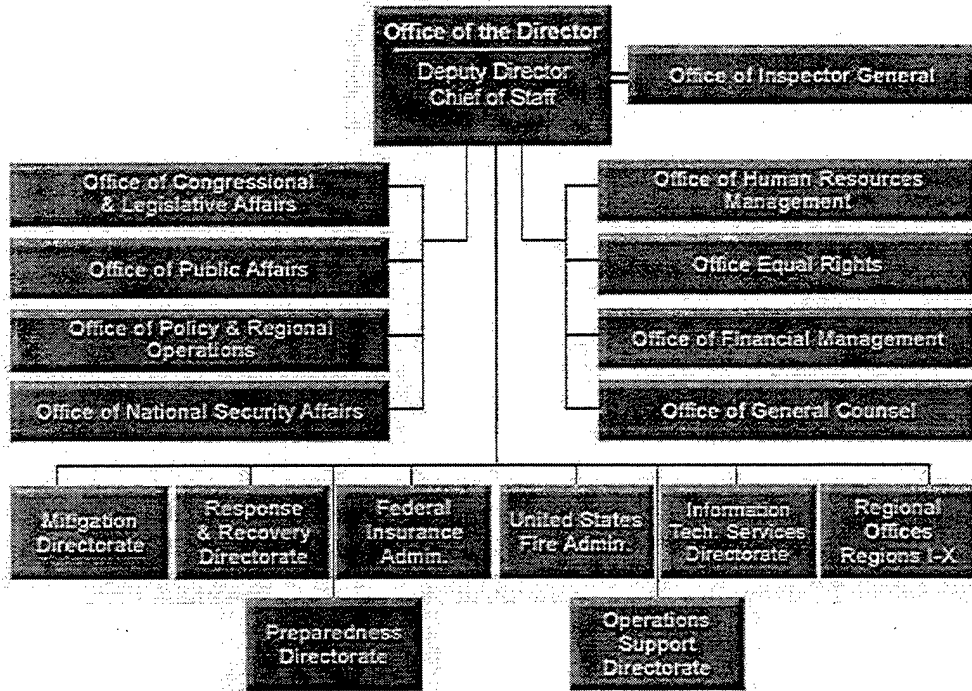 Office of the Director
Deputy Director
Chief of Staff
Office of Inspector General
Office of Congressional
& Legislative Affairs
Office of Public Affairs
Office of Policy & Regional
Operations
Office of National Security Affairs
Office of Human Resources
Management
Office Equal Rights
Office of Financial Management
Office of General Counsel
Mitigation
Directorate
Response
& Recovery
Directorate
Federal
Insurance
Admin.
United States
Fire Admin.
Information
Tech. Services
Directorate
Regional
Offices
Regions I-X
Preparedness
Directorate
Operations
Support
Directorate